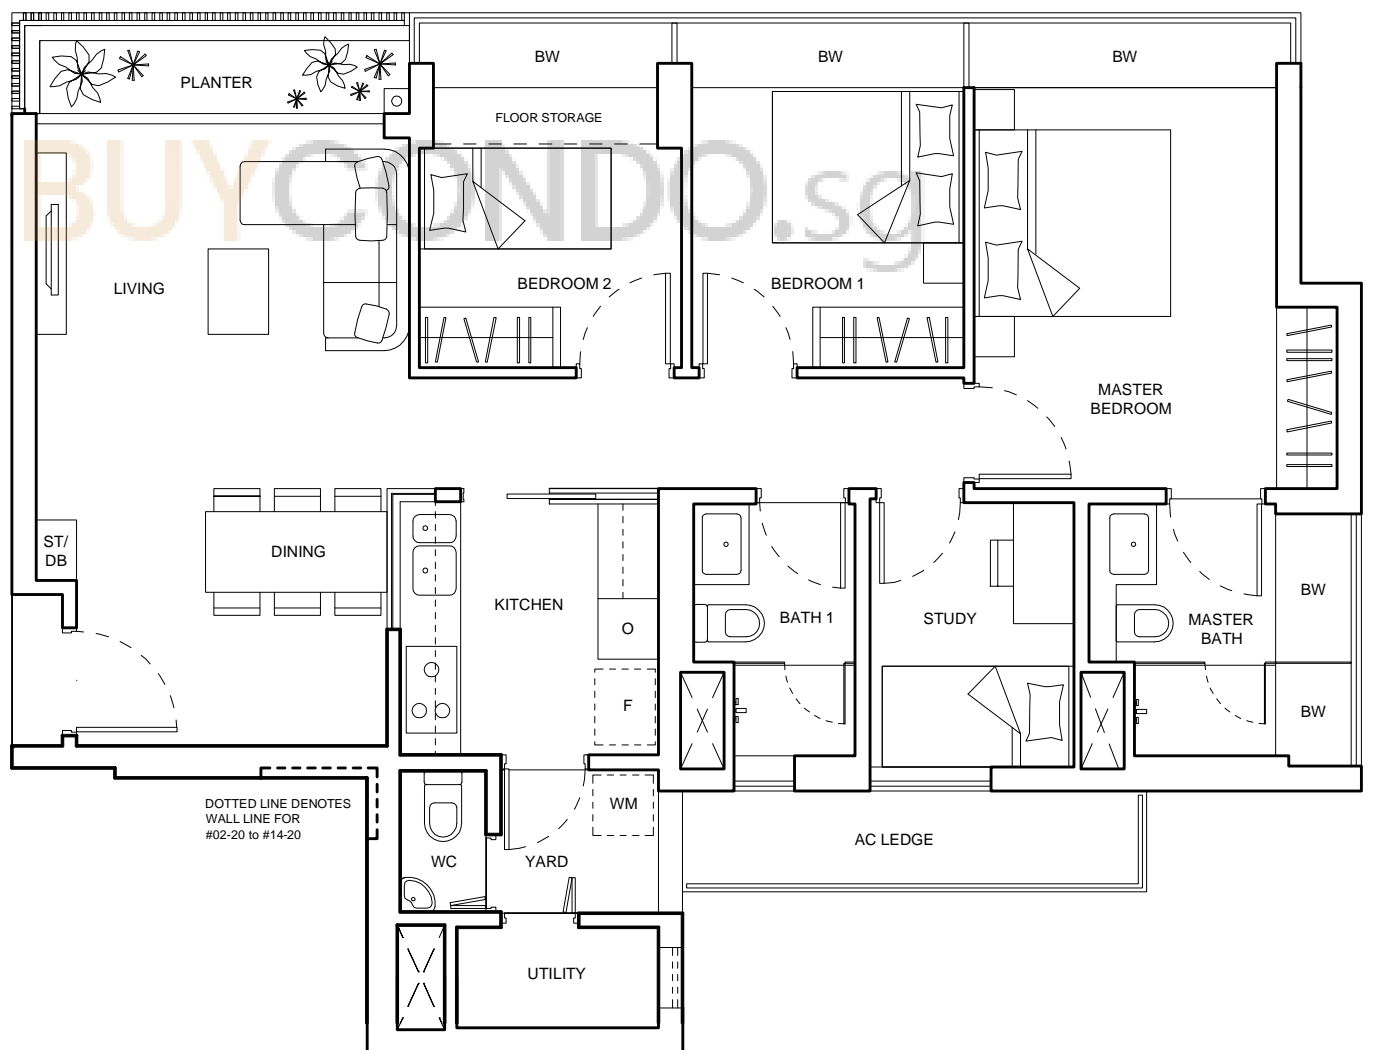 BW
BW
BW
PLANTER
FLOOR STORAGE
BUYCONDO.sg
LIVING
BEDROOM 2
BEDROOM 1
MASTER
BEDROOM
ST/
DB
DINING
KITCHEN
O
F
BATH 1
STUDY
MASTER
BATH
BW
BW
DOTTED LINE DENOTES
WALL LINE FOR
#02-20 to #14-20
WM
WC
YARD
AC LEDGE
UTILITY